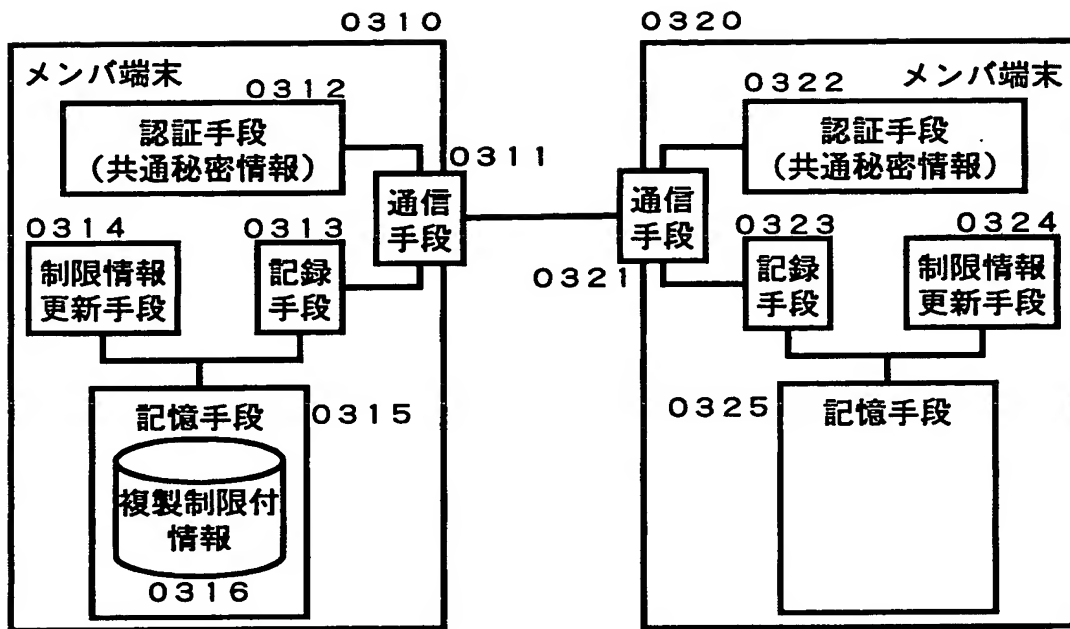 ０３１０
メンバ端末
０３１２
認証手段
（共通秘密情報）
０３１１
通信
手段
０３１４
制限情報
更新手段
０３１３
記録
手段
記憶手段
０３１５
複製制限付
情報
０３１６
０３２０
メンバ端末
０３２２
認証手段
（共通秘密情報）
通信
手段
０３２１
０３２３
記録
手段
０３２４
制限情報
更新手段
０３２５
記憶手段